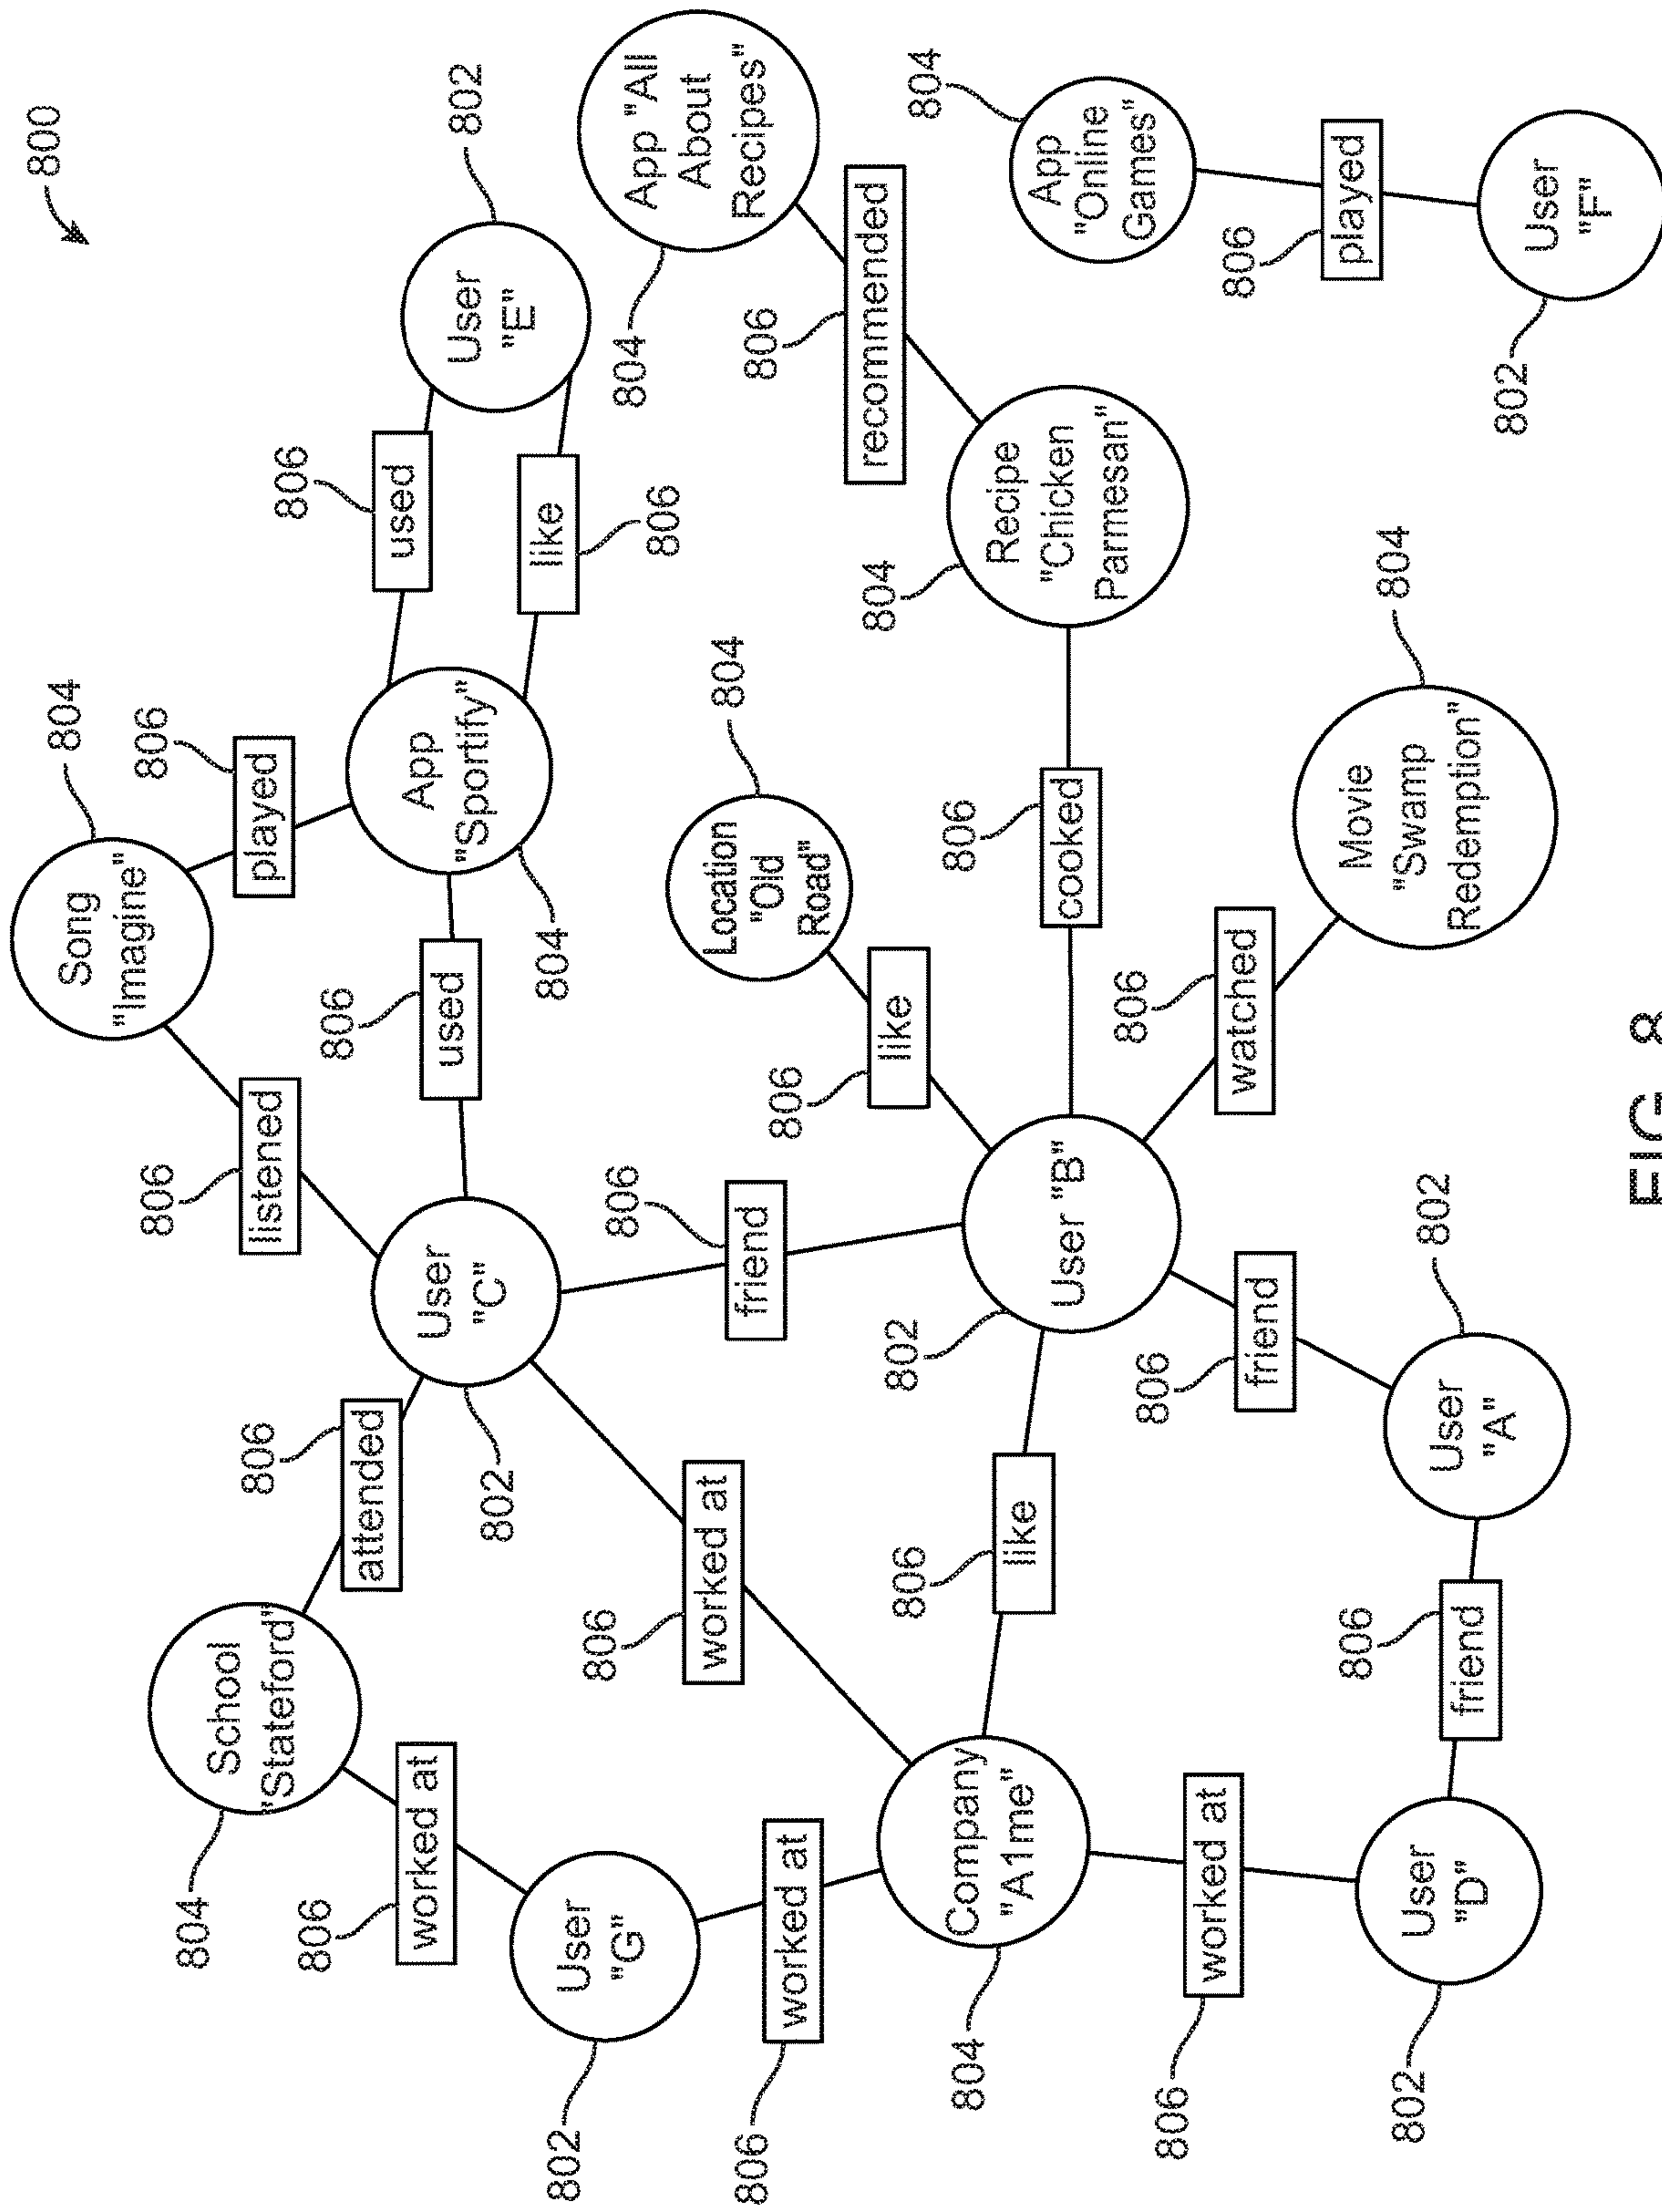 800
804
Song
"Imagine"
806
played
806
listened
804
School
"Stateford"
806
attended
806
used
802
User
"E"
806
worked at
806
used
App
"Sportify"
User
"C"
802
806
like
806
804
802
User
"G"
804
App "All
About
Recipes"
806
worked at
806
worked at
806
friend
804
Location
"Old
Road"
806
recommended
806
like
804
Recipe
"Chicken
Parmesan"
804
Company
"A1me"
806
like
802
User "B"
806
cooked
804
App
"Online
Games"
806
worked at
806
friend
806
watched
806
played
804
Movie
"Swamp
Redemption"
802
User
"D"
806
friend
802
User
"A"
802
User
"F"
FIG. 8